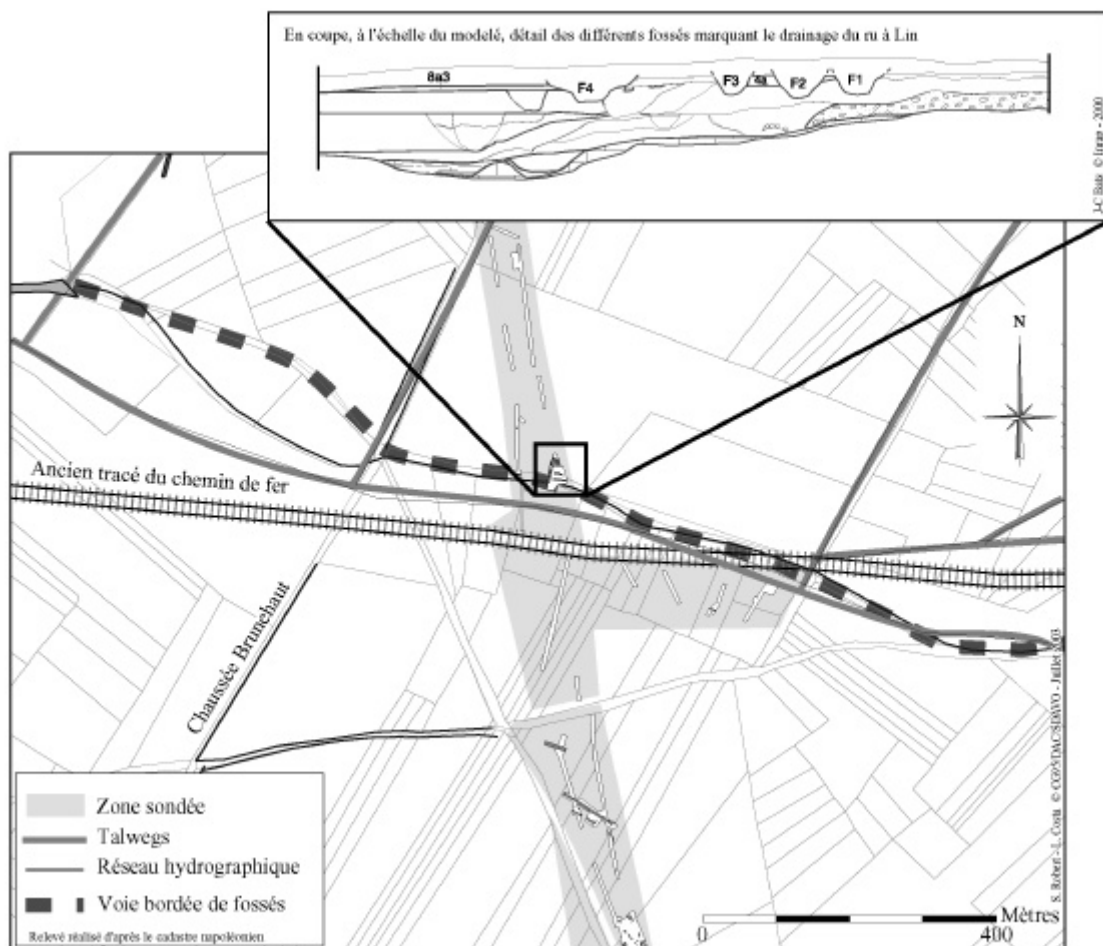 En coupe, à l'échelle du modelé, détail des différents fossés marquant le drainage du ru à Lin
8a3
F4
F3
4a
F2
F1
© Inrap - 2000
N
Ancien tracé du chemin de fer
Chaussée Brunehaut
Zone sondée
Talwegs
Réseau hydrographique
Voie bordée de fossés
Relevé réalisé d'après le cadastre napoléonien
Mètres
0
400
S. Robert - L. Costa © CG95/DAC/SDAVO - Juillet 2003